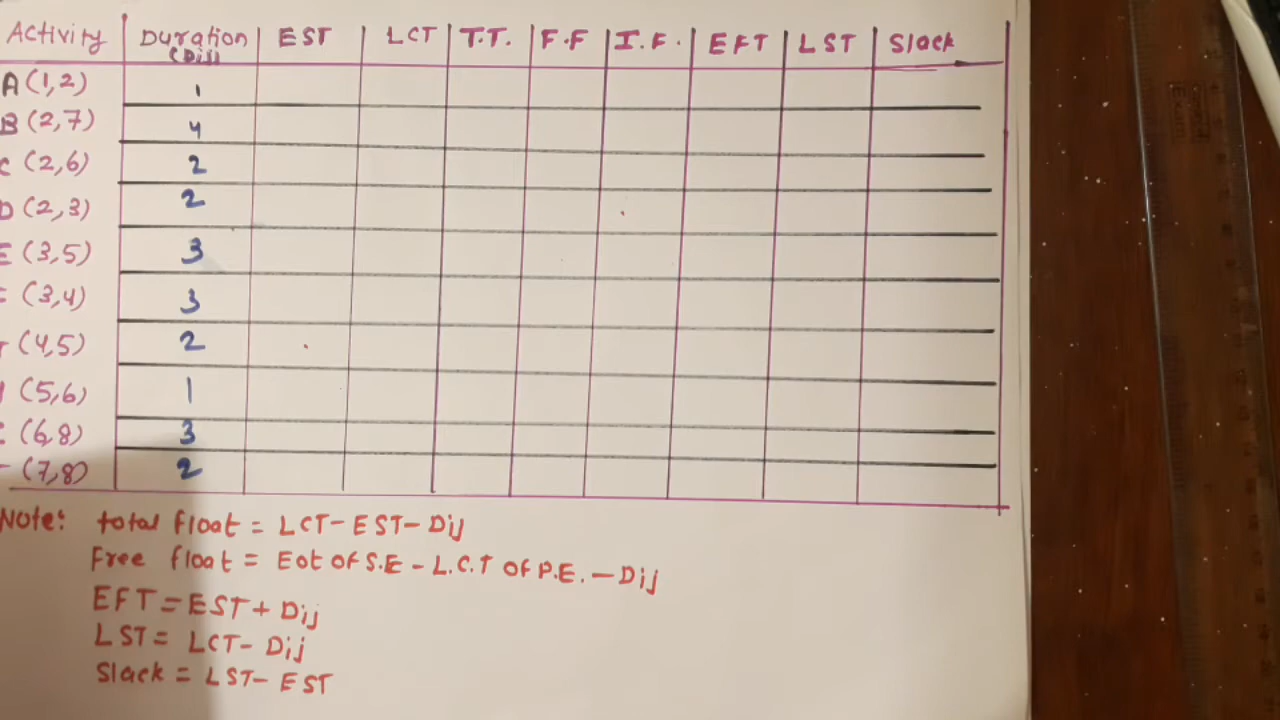 Activity Duration (Dij) EST LCT T.T. F.F I.F. EFT LST Slack
A (1,2) 1
B (2,7) 4
C (2,6) 2
D (2,3) 2
E (3,5) 3
(3,4) 3
(4,5) 2
(5,6) 1
(6,8) 3
(7,8) 2
Note: total float = LCT- EST- Dij
Free float = Eot of S.E - L.C.T of P.E. - Dij
EFT = EST + Dij
LST = LCT- Dij
Slack = LST- EST